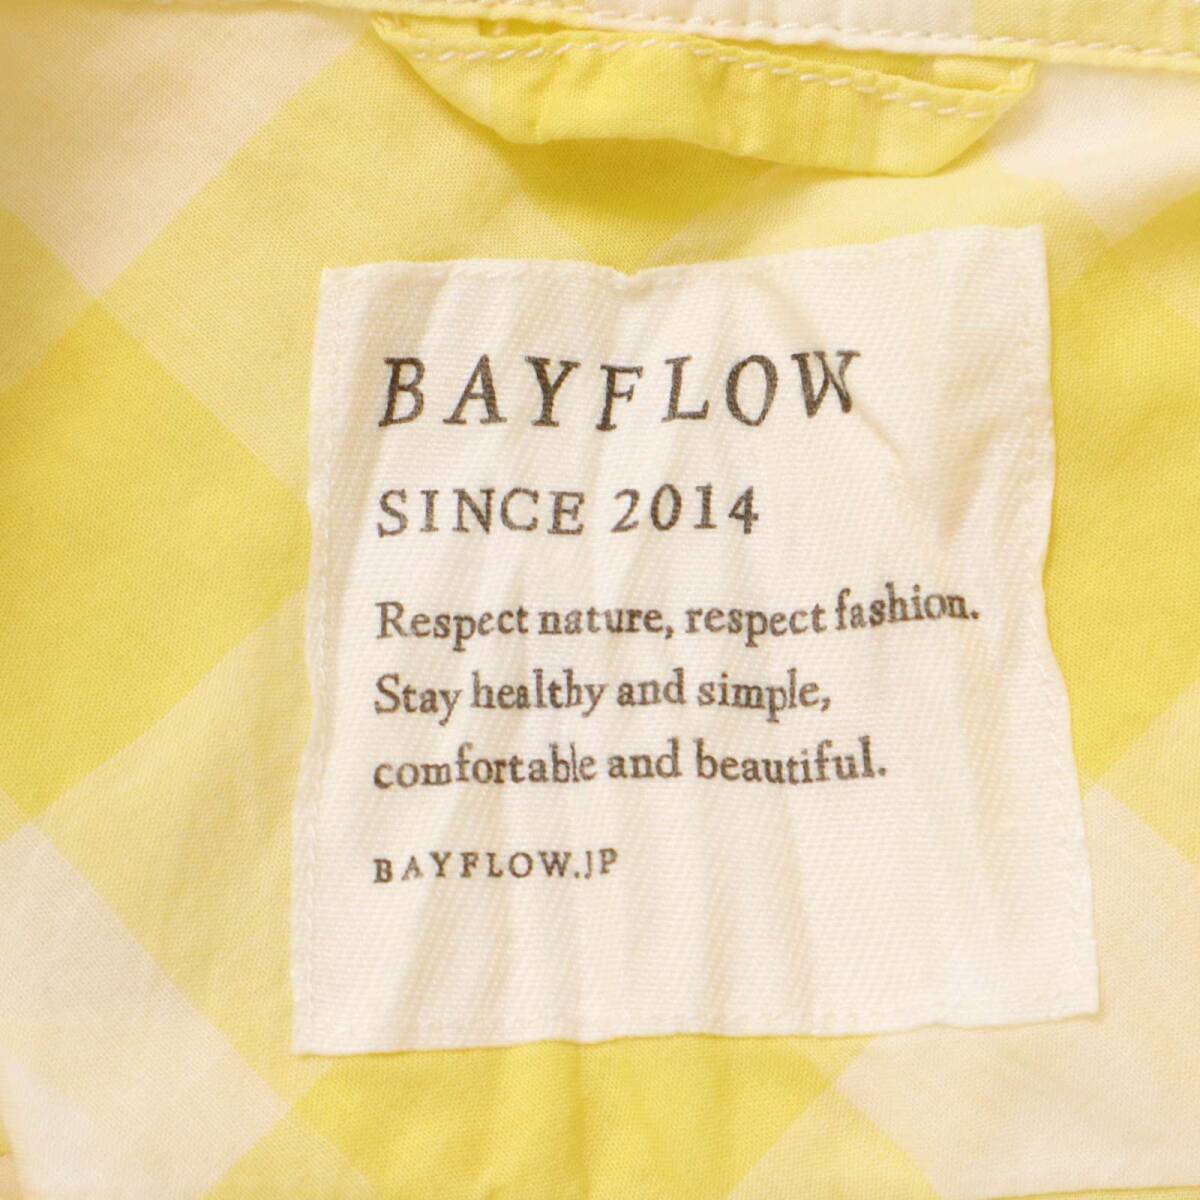 BAYFLOW
SINCE 2014
Respect nature, respect fashion.
Stay healthy and simple,
comfortable and beautiful.
BAYFLOW.JP